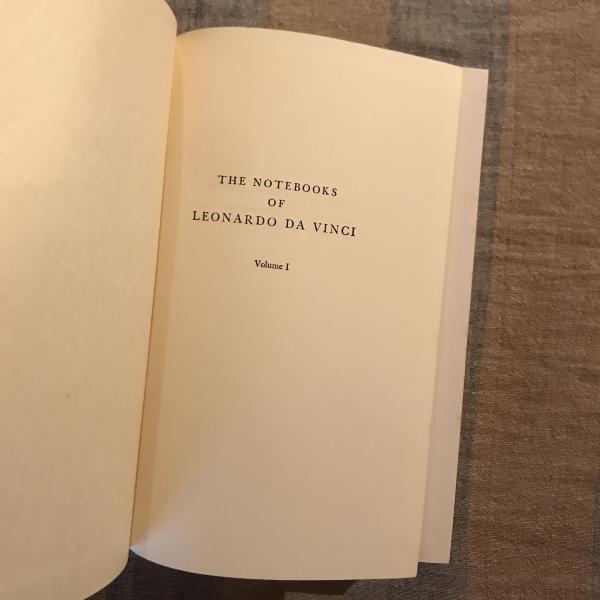 THE NOTEBOOKS
OF
LEONARDO DA VINCI
Volume I